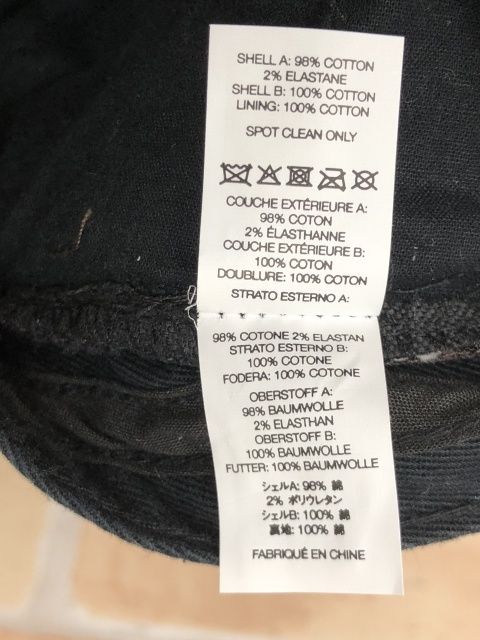 SHELL A: 98% COTTON
2% ELASTANE
SHELL B: 100% COTTON
LINING: 100% COTTON
SPOT CLEAN ONLY
COUCHE EXTÉRIEURE A:
98% COTON
2% ÉLASTHANNE
COUCHE EXTÉRIEURE B:
100% COTON
DOUBLURE: 100% COTON
STRATO ESTERNO A:
98% COTONE 2% ELASTAN
STRATO ESTERNO B:
100% COTONE
FODERA: 100% COTONE
OBERSTOFF A:
98% BAUMWOLLE
2% ELASTHAN
OBERSTOFF B:
100% BAUMWOLLE
FUTTER: 100% BAUMWOLLE
シェルA: 98% 綿
2% ポリウレタン
シェルB: 100% 綿
裏地: 100% 綿
FABRIQUÉ EN CHINE